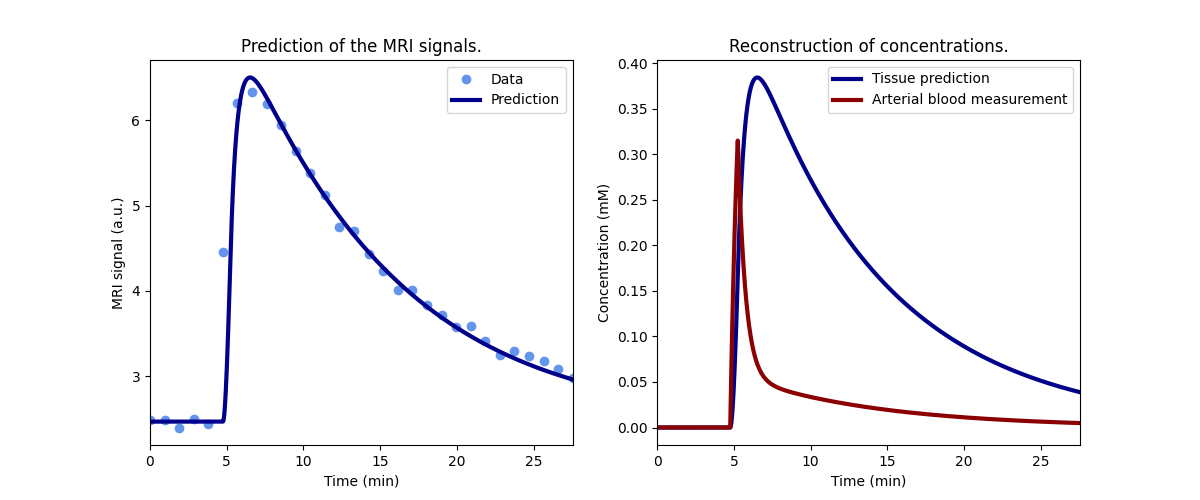 Prediction of the MRI signals.
Data
Prediction
MRI signal (a.u.)
6
5
4
3
0
5
10
15
20
25
Time (min)
Reconstruction of concentrations.
Tissue prediction
Arterial blood measurement
Concentration (mM)
0.40
0.35
0.30
0.25
0.20
0.15
0.10
0.05
0.00
0
5
10
15
20
25
Time (min)